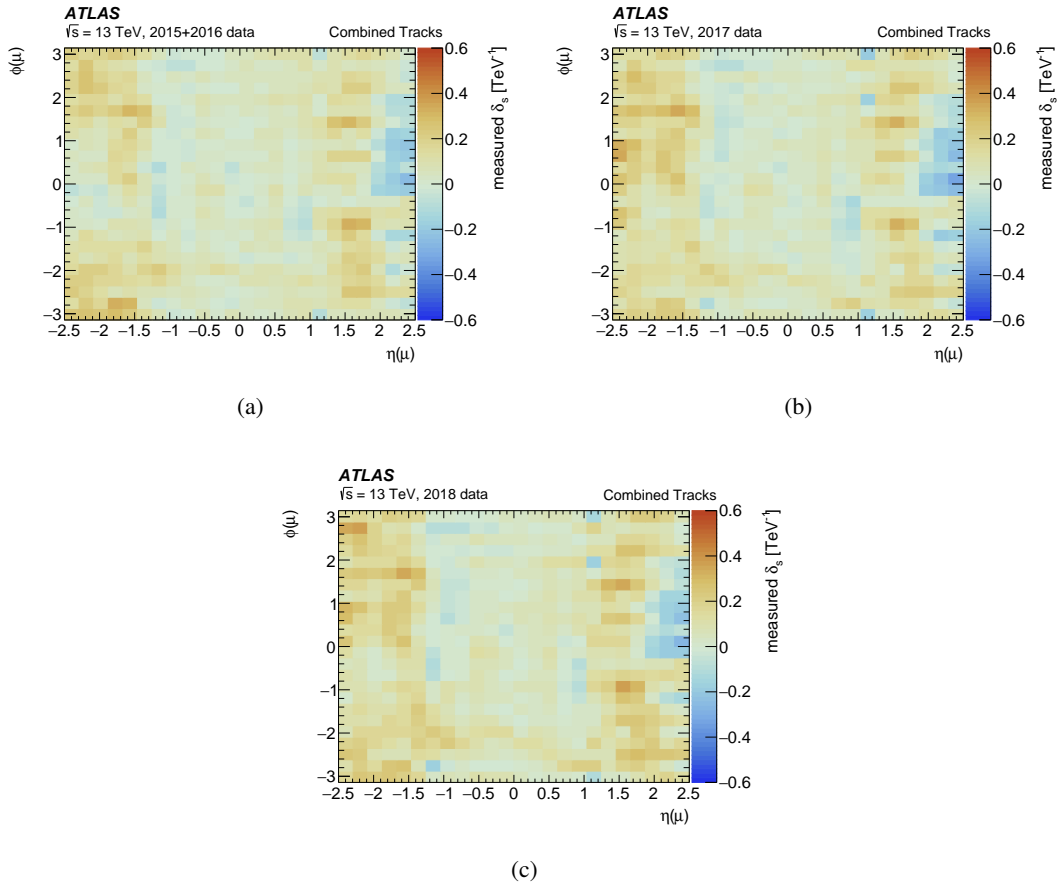 ATLAS
√s = 13 TeV, 2015+2016 data Combined Tracks
ϕ(μ)
3
2
1
0
−1
−2
−3
−2.5 −2 −1.5 −1 −0.5 0 0.5 1 1.5 2 2.5
η(μ)
0.6
0.4
0.2
0
−0.2
−0.4
−0.6
measured δs [TeV-1]
(a)
ATLAS
√s = 13 TeV, 2017 data Combined Tracks
ϕ(μ)
3
2
1
0
−1
−2
−3
−2.5 −2 −1.5 −1 −0.5 0 0.5 1 1.5 2 2.5
η(μ)
0.6
0.4
0.2
0
−0.2
−0.4
−0.6
measured δs [TeV-1]
(b)
ATLAS
√s = 13 TeV, 2018 data Combined Tracks
ϕ(μ)
3
2
1
0
−1
−2
−3
−2.5 −2 −1.5 −1 −0.5 0 0.5 1 1.5 2 2.5
η(μ)
0.6
0.4
0.2
0
−0.2
−0.4
−0.6
measured δs [TeV-1]
(c)